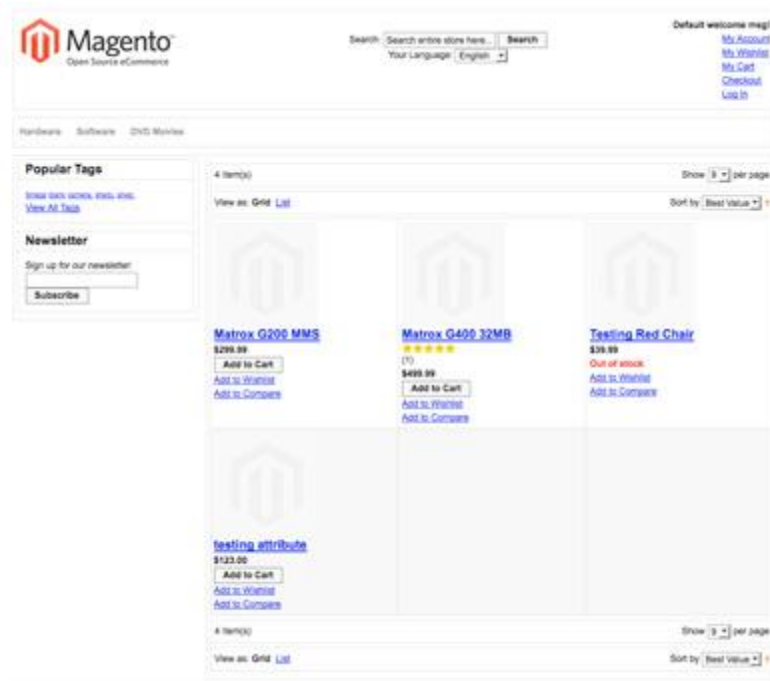 Magento
Open Source eCommerce
Search: Search entire store here... Search
Your Language: English
Default welcome msg!
My Account
My Wishlist
My Cart
Checkout
Log In
Hardware Software DVD Movies
Popular Tags
View All Tags
Newsletter
Sign up for our newsletter:
Subscribe
4 Item(s)
Show 9 per page
View as: Grid List
Sort by Best Value
Matrox G200 MMS
$299.99
Add to Cart
Add to Wishlist
Add to Compare
Matrox G400 32MB
(1)
$499.99
Add to Cart
Add to Wishlist
Add to Compare
Testing Red Chair
$39.99
Out of stock
Add to Wishlist
Add to Compare
testing attribute
$123.00
Add to Cart
Add to Wishlist
Add to Compare
4 Item(s)
Show 9 per page
View as: Grid List
Sort by Best Value